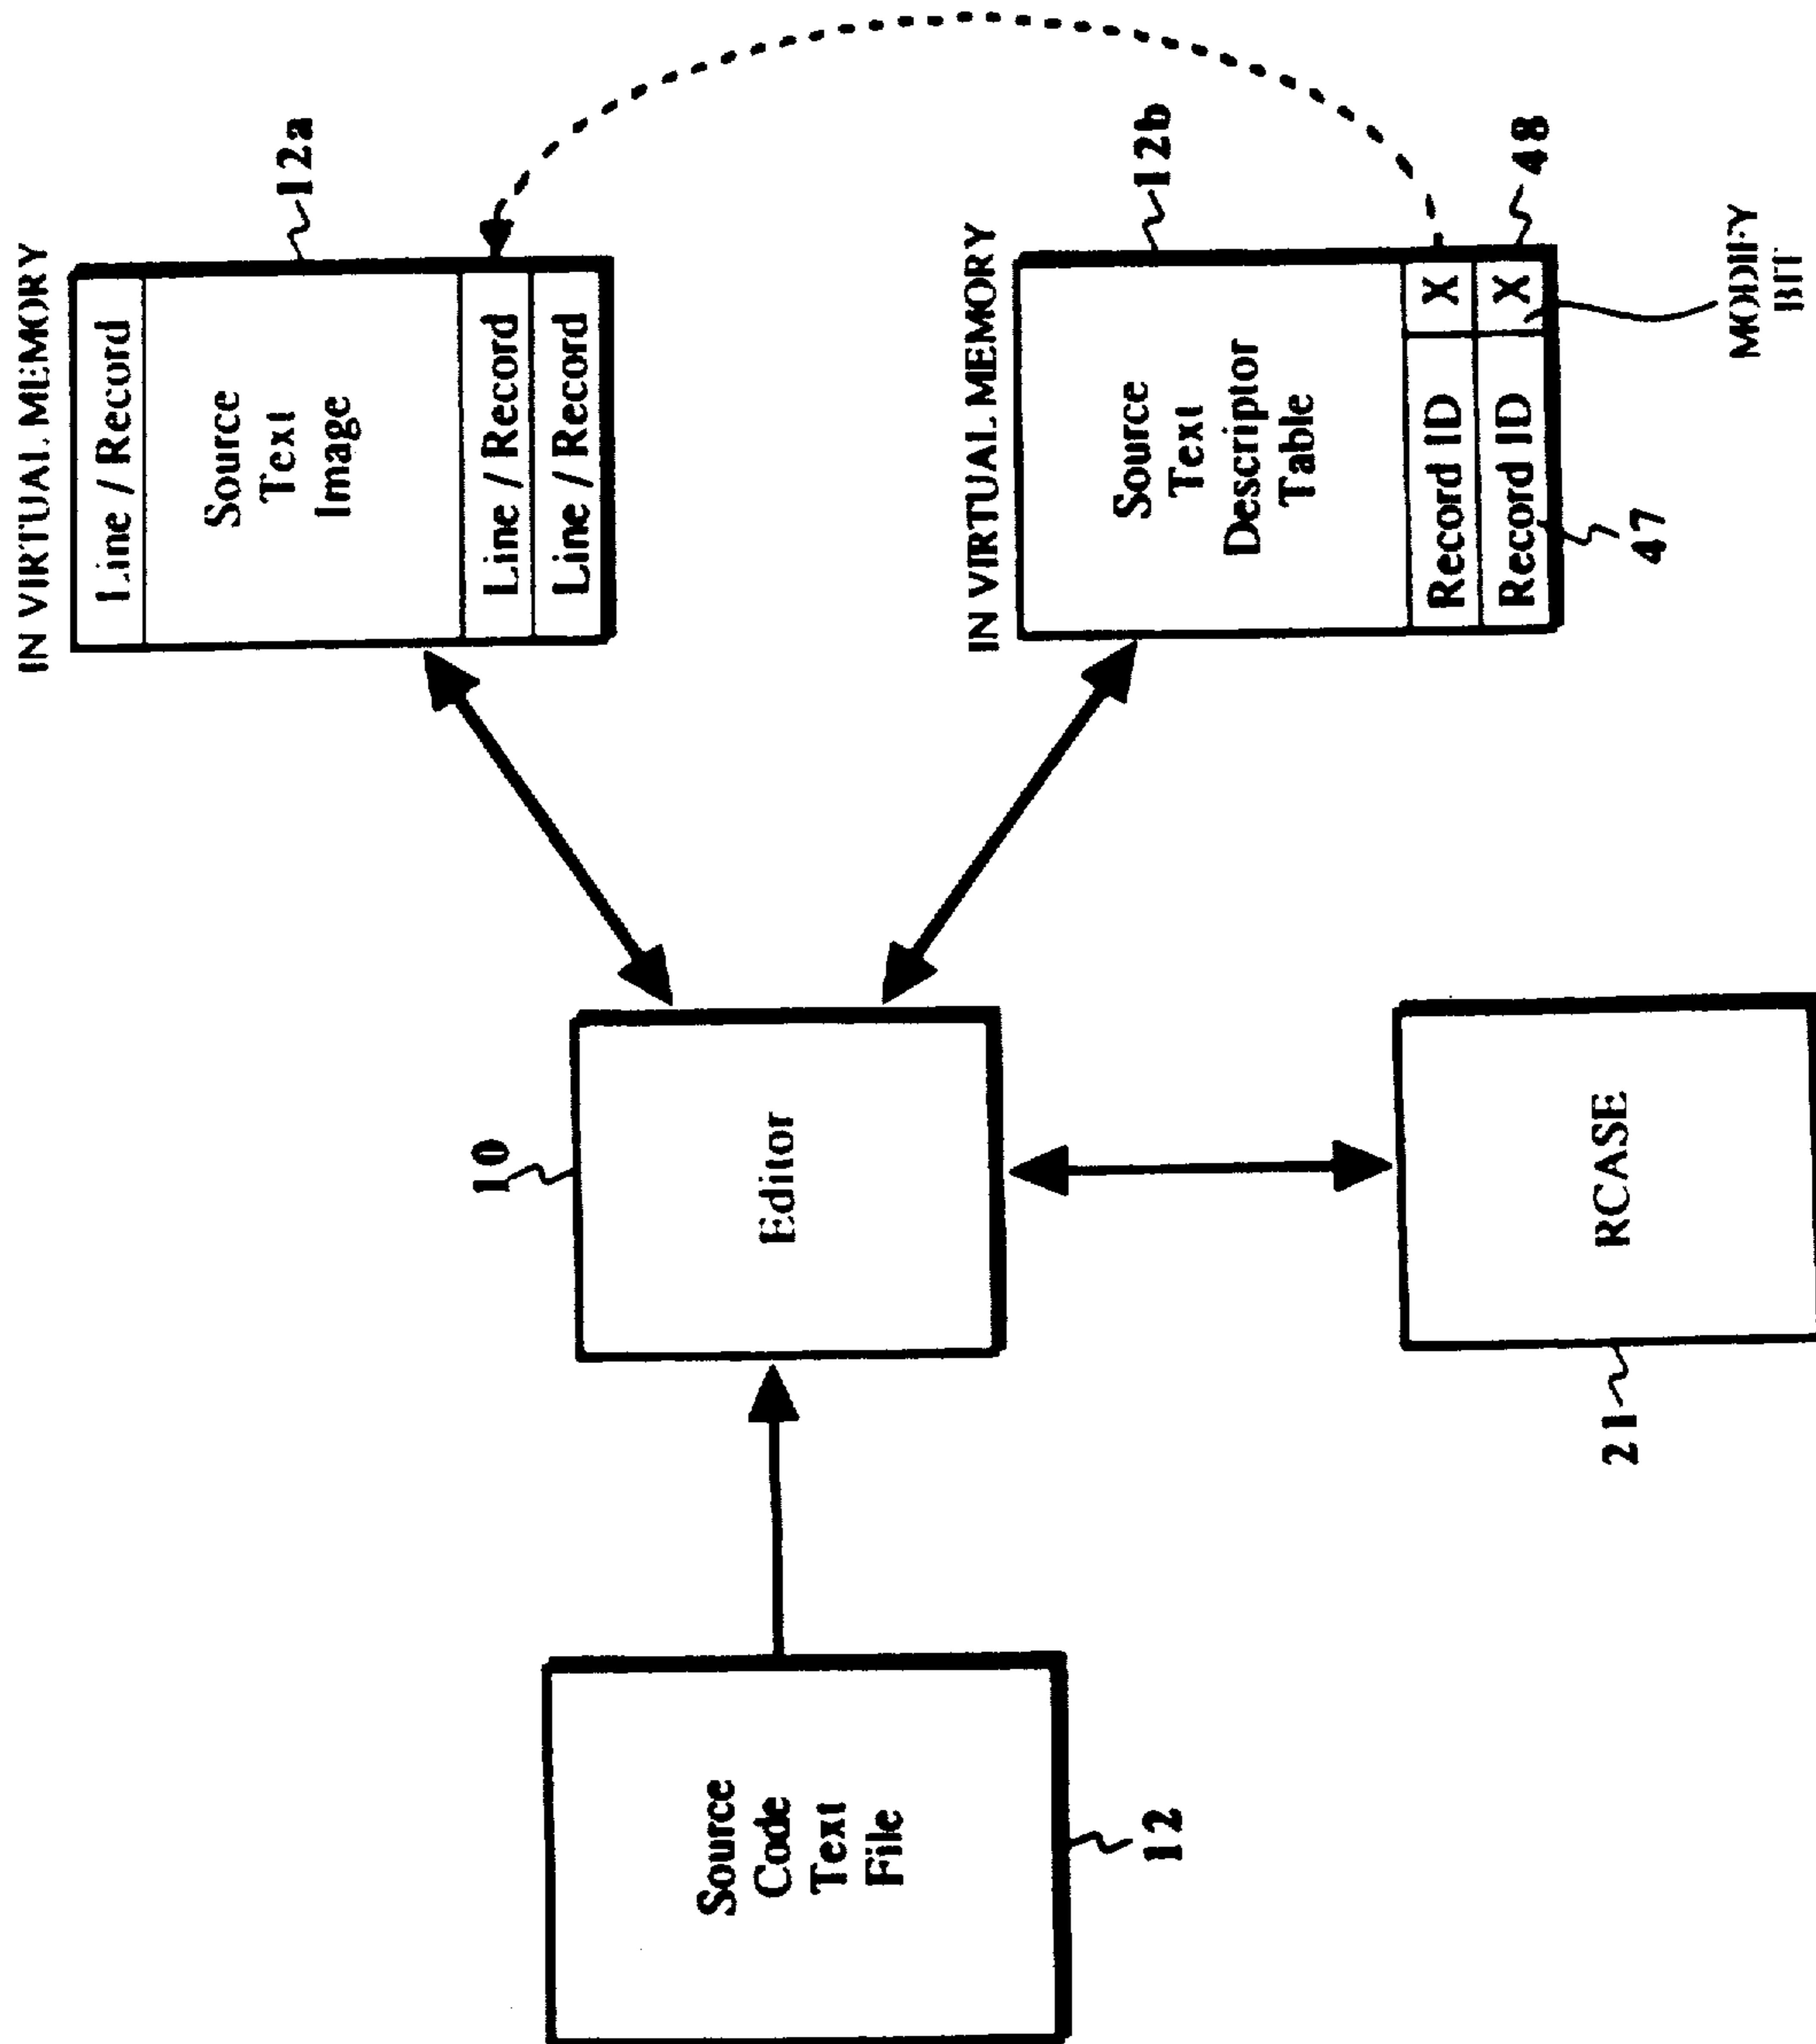 IN VIRTUAL MEMORY
Line / Record
12a
Source
Text
Image
Line / Record
Line / Record
10
Editor
Source
Code
Text
File
12
IN VIRTUAL MEMORY
Source
Text
Descriptor
Table
12b
Record ID X
Record ID X
48
47
MODIFY
BIT
RCASE
21